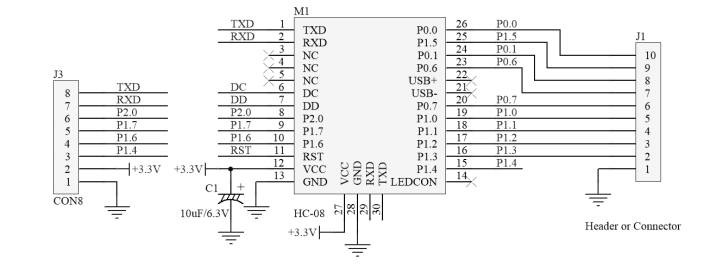 M1
TXD 1 TXD P0.0 26 P0.0
RXD 2 RXD P1.5 25 P1.5 J1
3 NC P0.1 24 P0.1
4 NC P0.6 23 P0.6 10
5 NC USB+ 22 9
J3
DC 6 DC USB- 21 8
8 TXD DD 7 DD P0.7 20 P0.7 7
7 RXD P2.0 8 P2.0 P1.0 19 P1.0 6
6 P2.0 P1.7 9 P1.7 P1.1 18 P1.1 5
5 P1.7 P1.6 10 P1.6 P1.2 17 P1.2 4
4 P1.6 RST 11 RST P1.3 16 P1.3 3
3 P1.4 +3.3V 12 VCC P1.4 15 P1.4 2
2 +3.3V 13 GND LEDCON 14 1
1
VCC GND RXD TXD
CON8
C1 +
10uF/6.3V
HC-08
27 28 29 30
+3.3V
Header or Connector